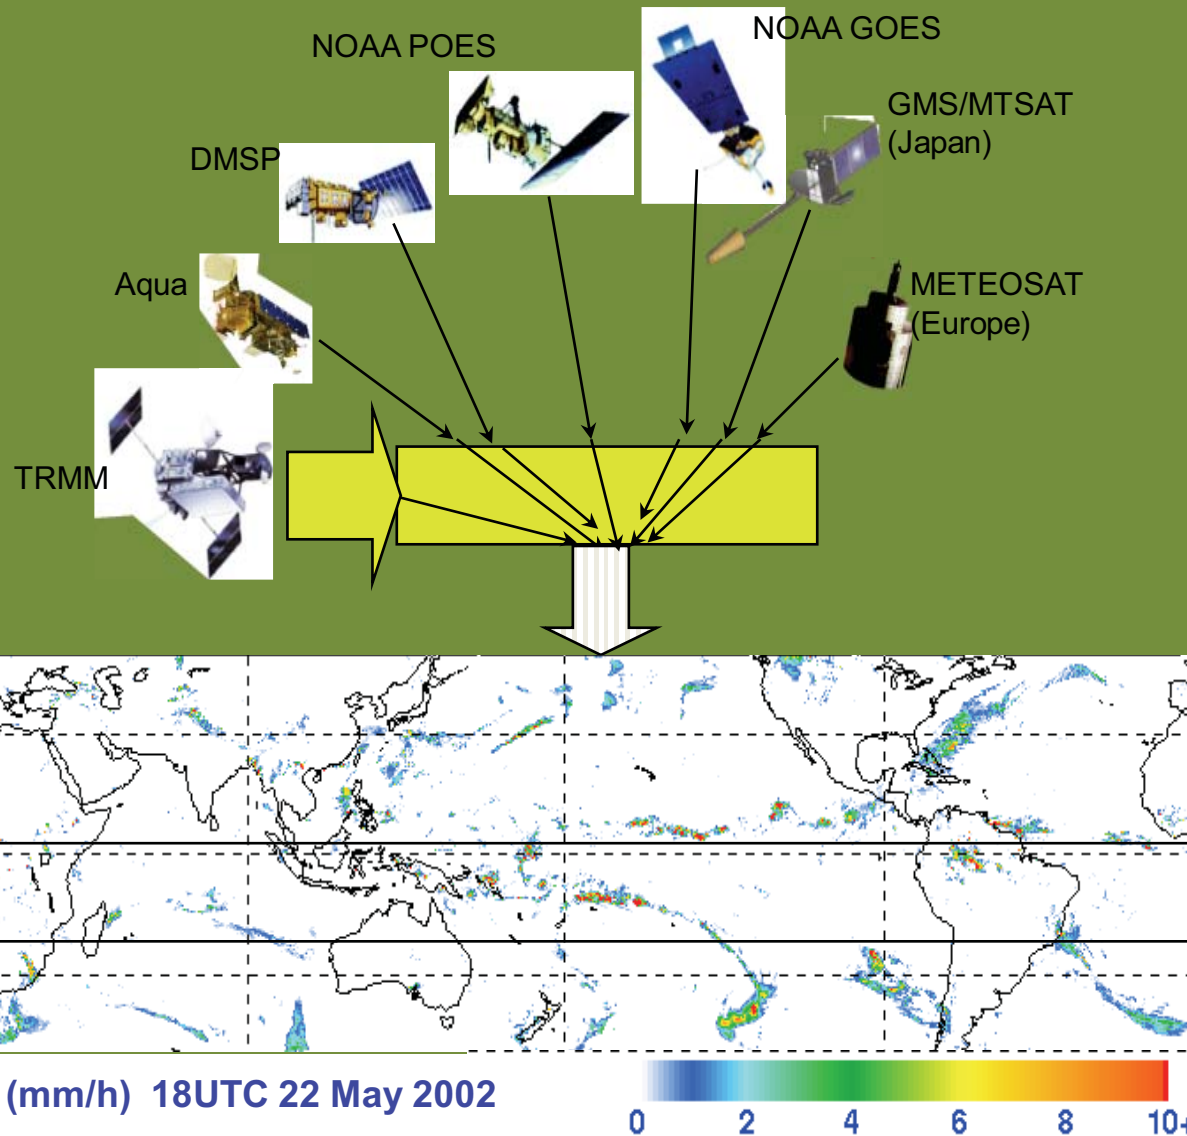 NOAA GOES
NOAA POES
GMS/MTSAT
(Japan)
DMSP
Aqua
METEOSAT
(Europe)
TRMM
(mm/h) 18UTC 22 May 2002
0 2 4 6 8 10+